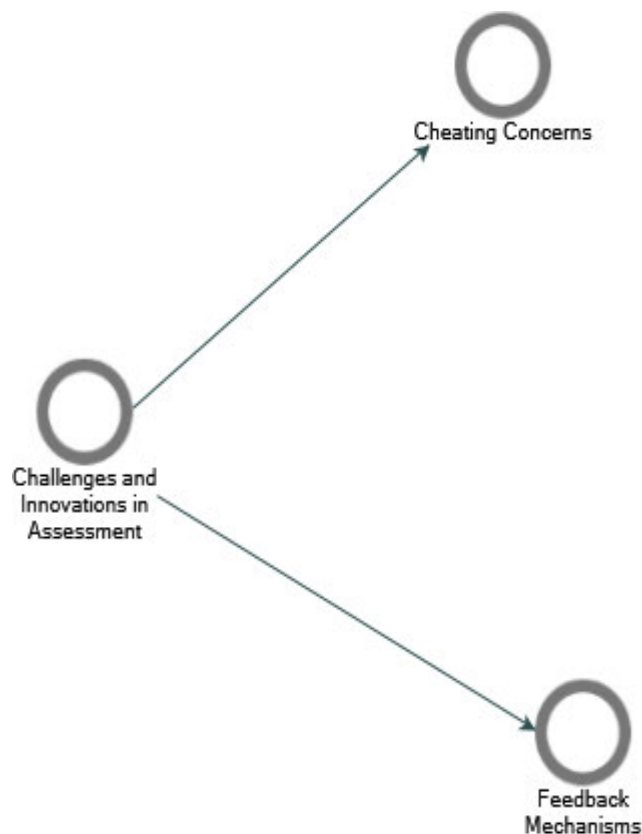 Cheating Concerns
Challenges and
Innovations in
Assessment
Feedback
Mechanisms